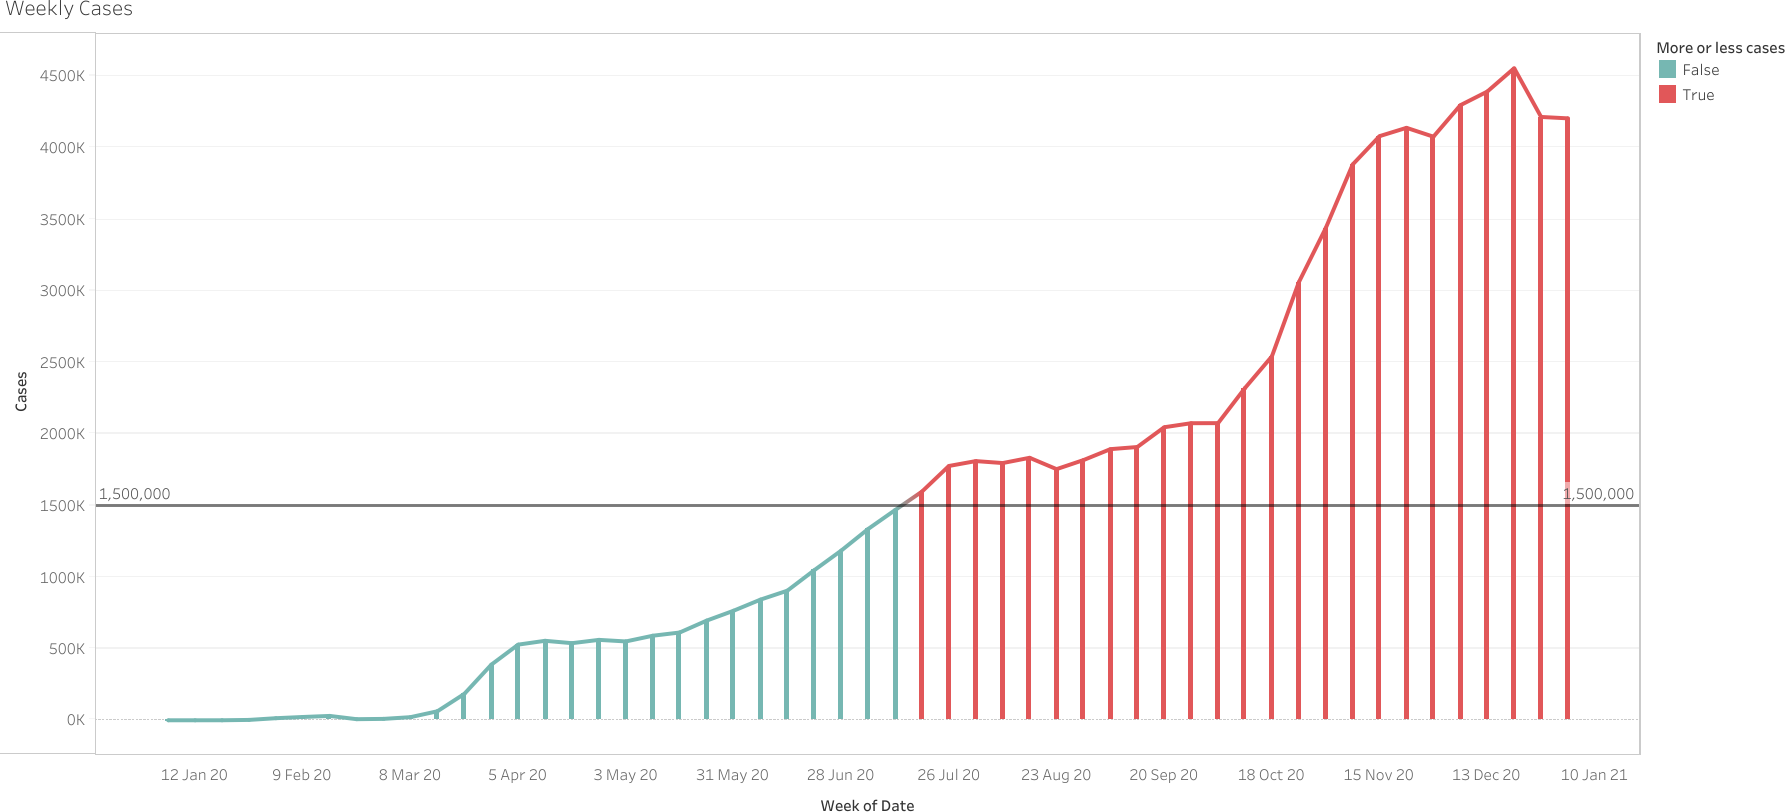 Weekly Cases
More or less cases
False
True
4500K
4000K
3500K
3000K
2500K
2000K
1500K
1000K
500K
0K
Cases
1,500,000
1,500,000
12 Jan 20
9 Feb 20
8 Mar 20
5 Apr 20
3 May 20
31 May 20
28 Jun 20
26 Jul 20
23 Aug 20
20 Sep 20
18 Oct 20
15 Nov 20
13 Dec 20
10 Jan 21
Week of Date